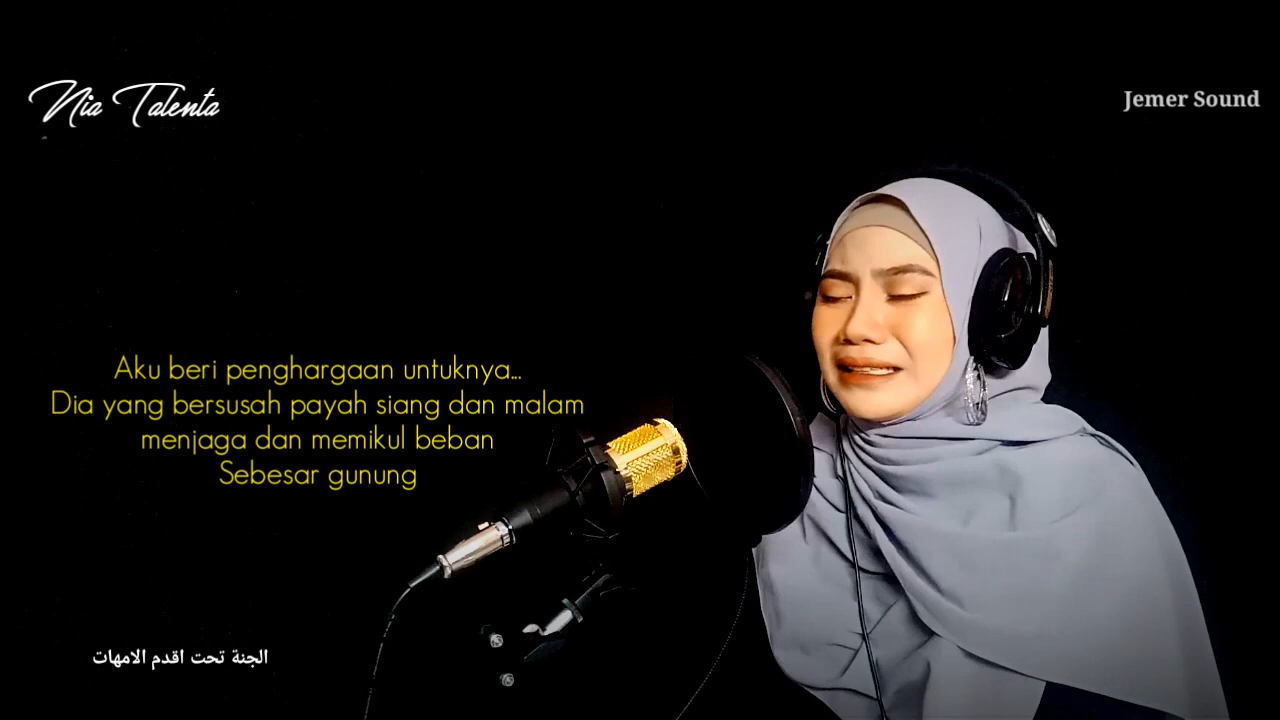 Nia Talenta
Jemer Sound
Aku beri penghargaan untuknya...
Dia yang bersusah payah siang dan malam
menjaga dan memikul beban
Sebesar gunung
الجنة تحت اقدم الامهات